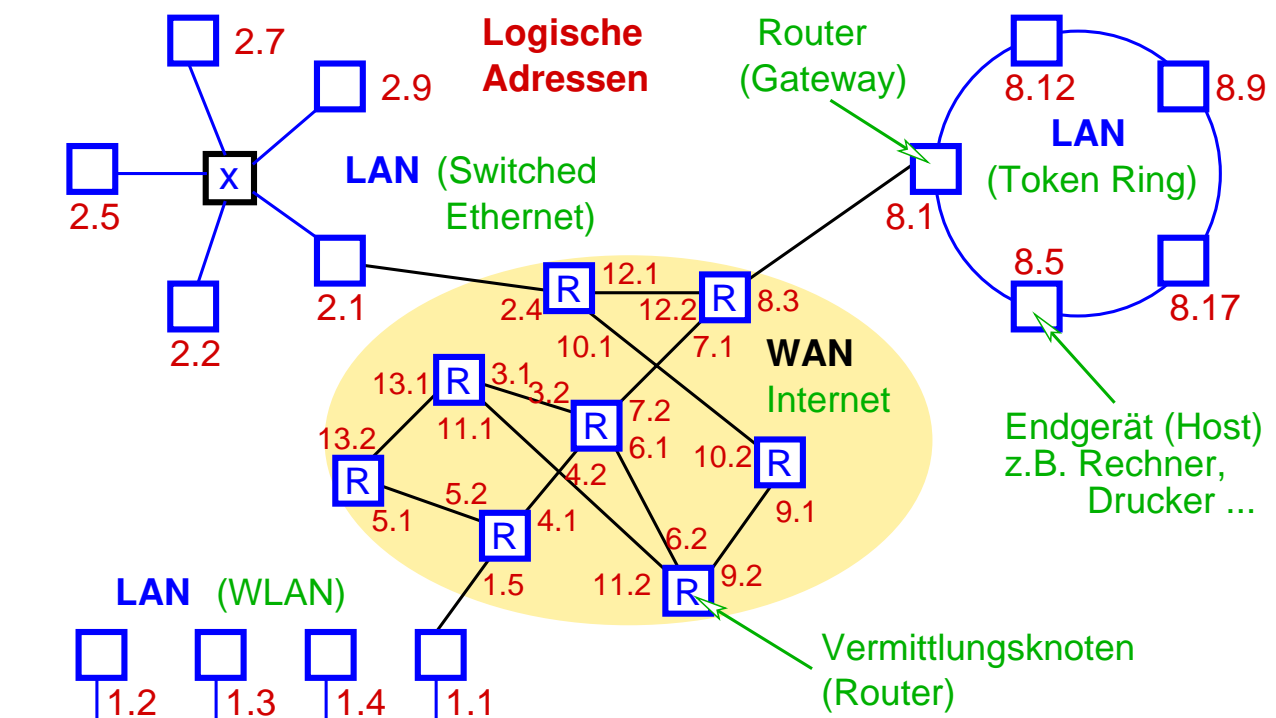 2.7
Logische
Adressen
Router
(Gateway)
2.9
8.12
8.9
LAN
(Token Ring)
x
LAN (Switched
Ethernet)
2.5
8.1
2.1
2.2
8.5
8.17
R
12.1
2.4
12.2
R
8.3
10.1
7.1
WAN
Internet
13.1
R
3.1
3.2
11.1
R
7.2
6.1
13.2
R
10.2
R
5.1
5.2
4.2
4.1
R
9.1
6.2
1.5
11.2
R
9.2
Endgerät (Host)
z.B. Rechner,
Drucker ...
LAN (WLAN)
Vermittlungsknoten
(Router)
1.2
1.3
1.4
1.1